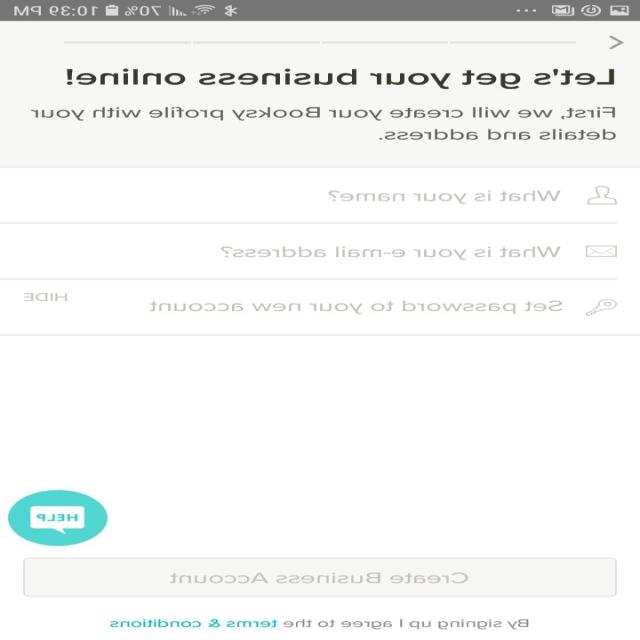 70% 10:39 PM
Let's get your business online!
First, we will create your Booksy profile with your
details and address.
What is your name?
What is your e-mail address?
Set password to your new account
HIDE
HELP
Create Business Account
By signing up I agree to the terms & conditions